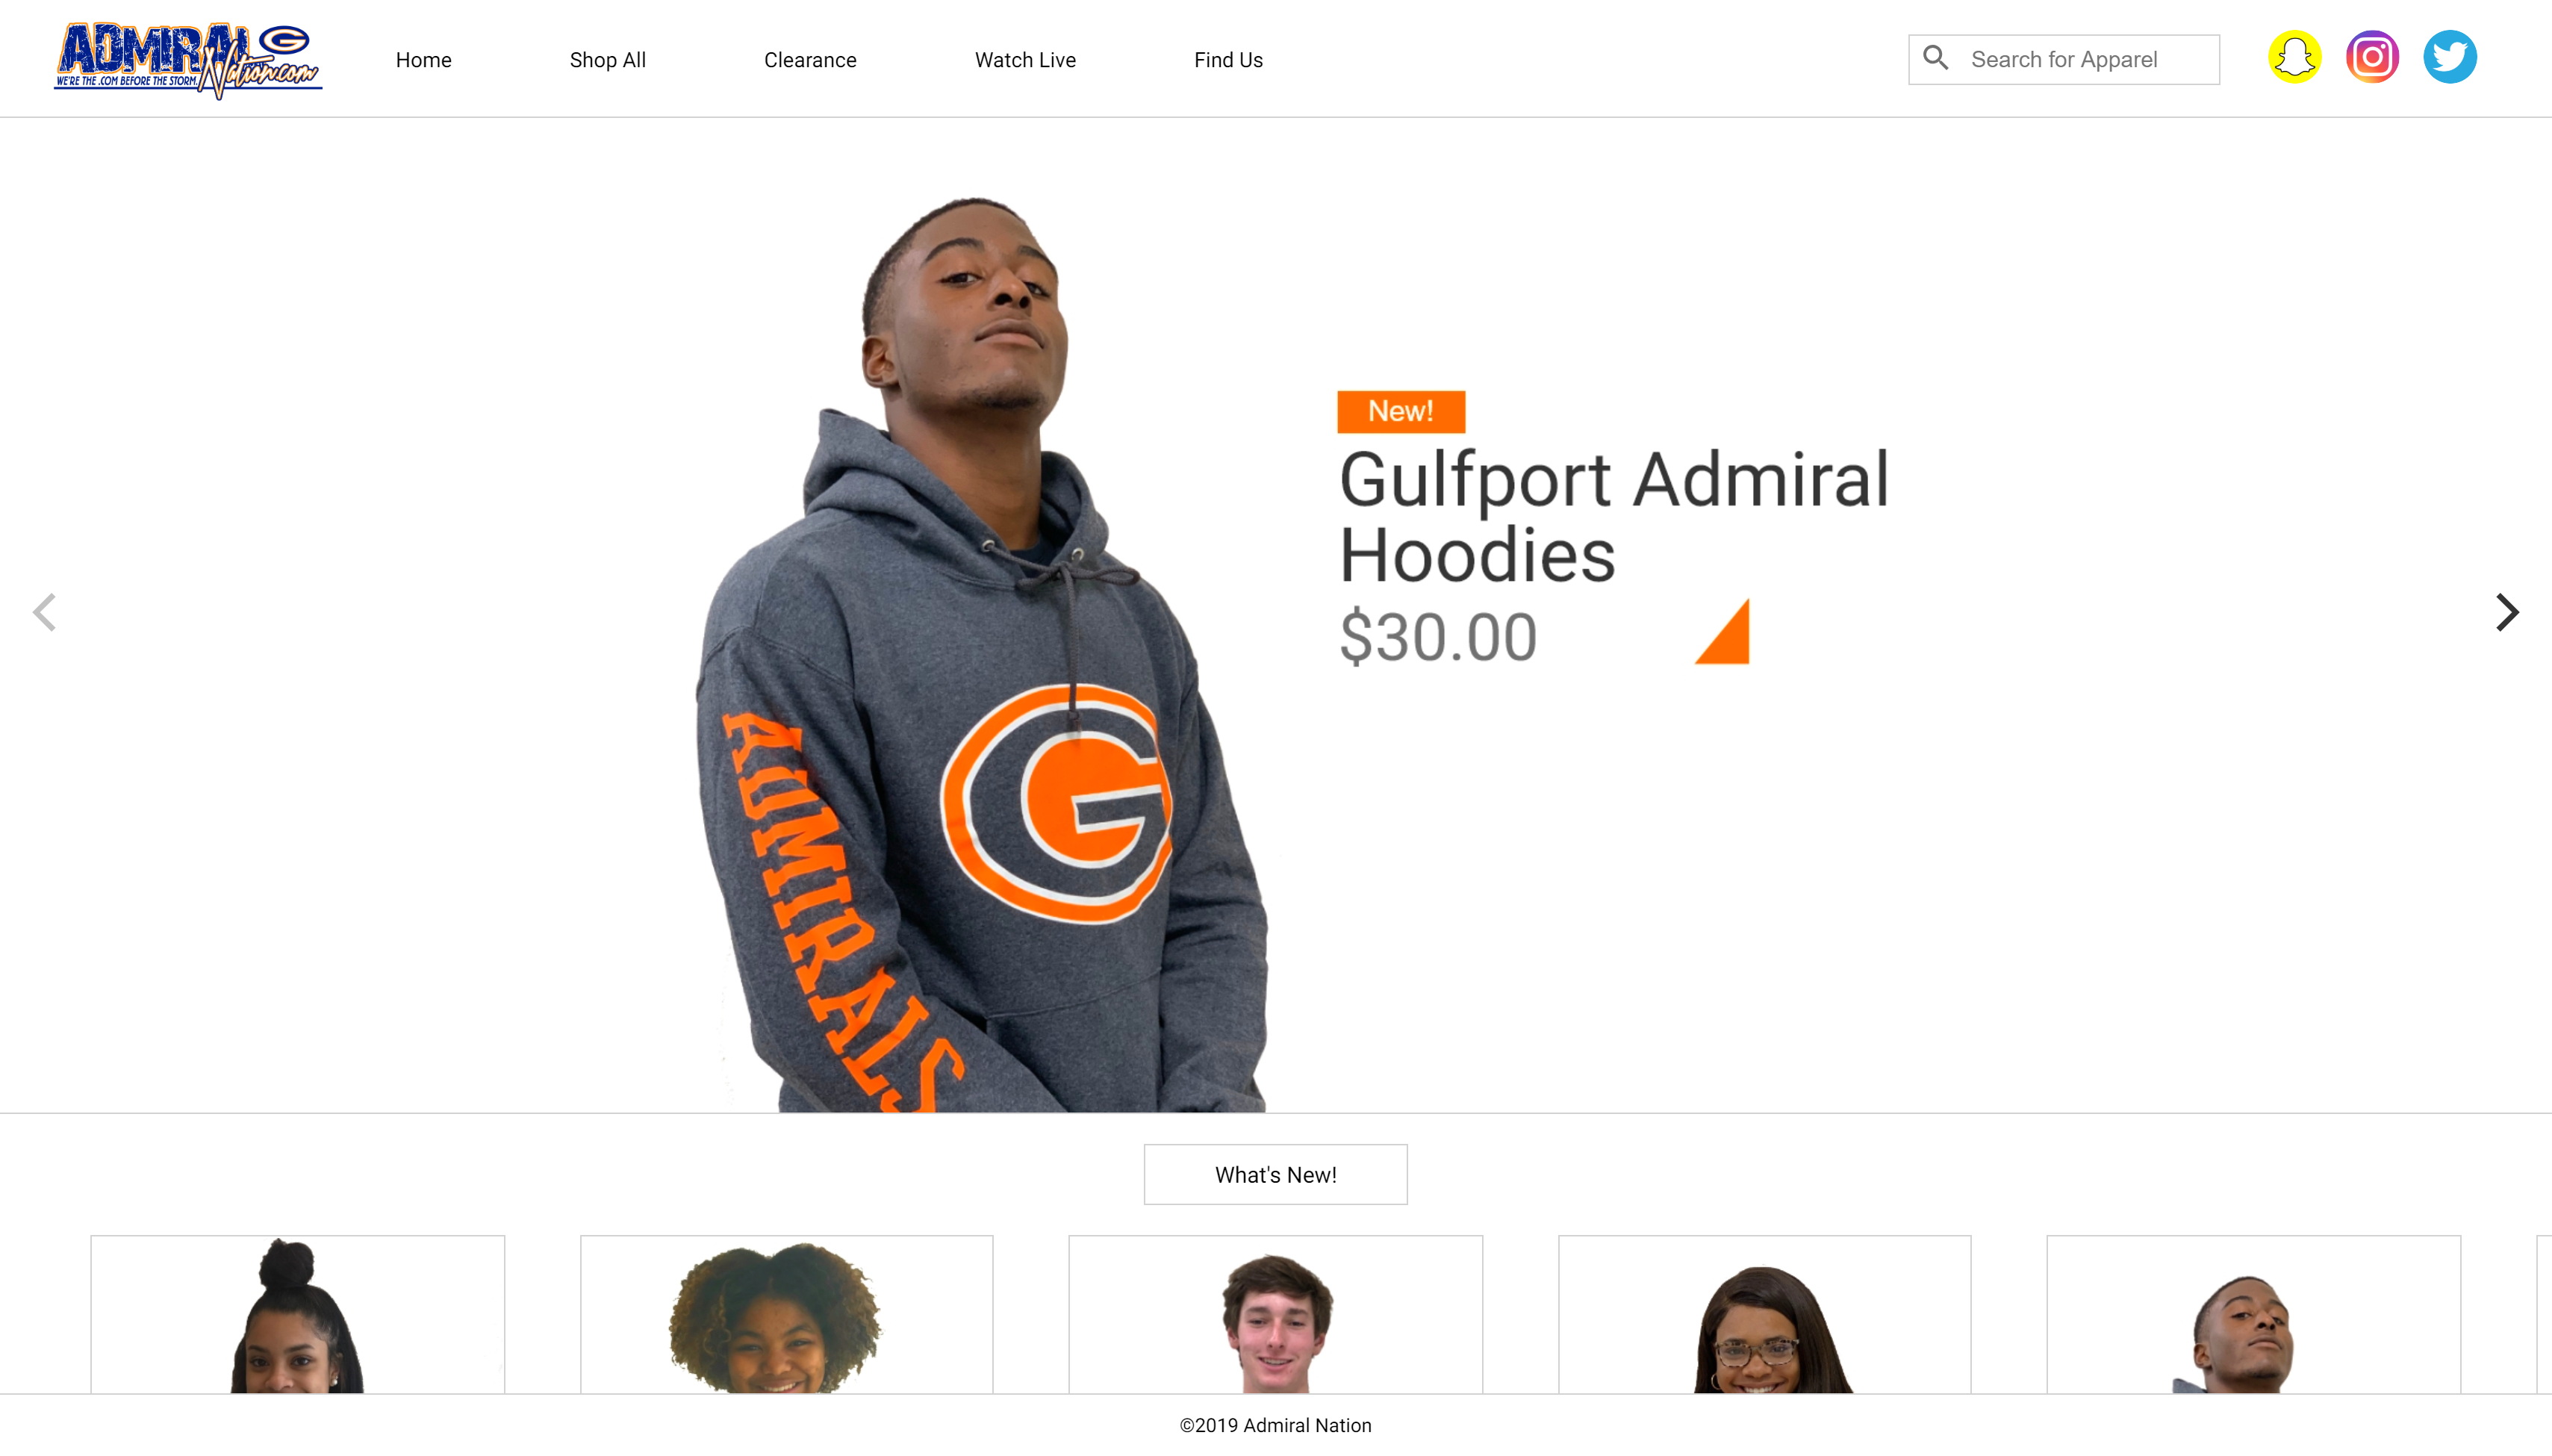 ADMIRAL G
Nation.com
WE'RE THE .COM BEFORE THE STORM.
Home
Shop All
Clearance
Watch Live
Find Us
Search for Apparel
New!
Gulfport Admiral
Hoodies
$30.00
G
ADMIRALS
What's New!
©2019 Admiral Nation